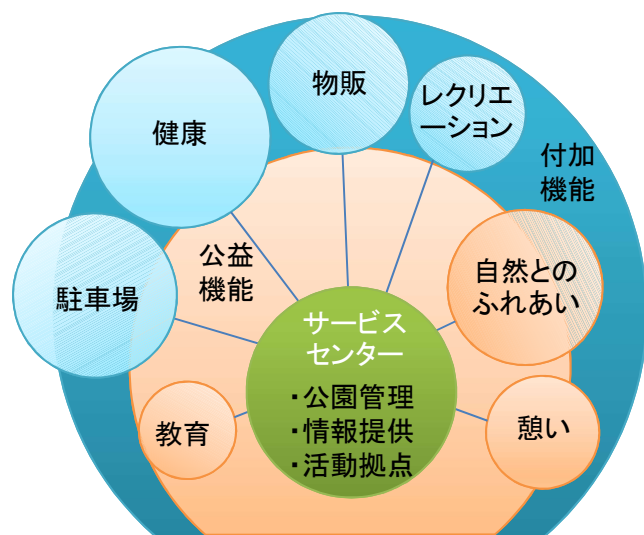 物販
レクリエ
ーション
健康
付加
機能
公益
機能
自然との
ふれあい
駐車場
サービス
センター
・公園管理
・情報提供
・活動拠点
教育
憩い